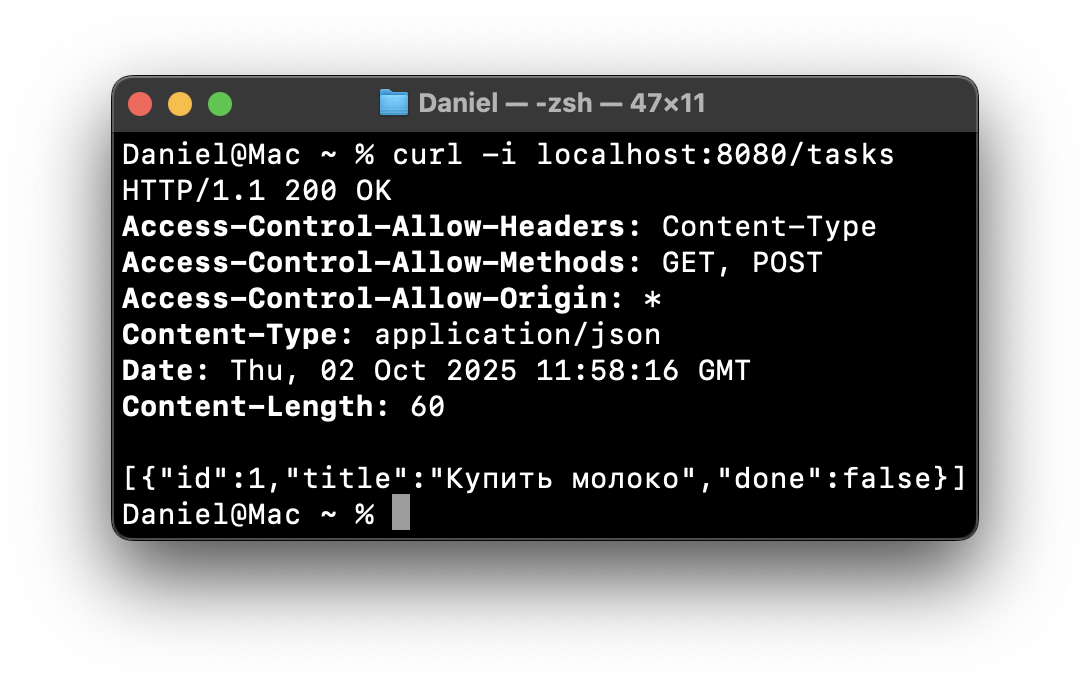 Daniel — -zsh — 47×11
Daniel@Mac ~ % curl -i localhost:8080/tasks
HTTP/1.1 200 OK
Access-Control-Allow-Headers: Content-Type
Access-Control-Allow-Methods: GET, POST
Access-Control-Allow-Origin: *
Content-Type: application/json
Date: Thu, 02 Oct 2025 11:58:16 GMT
Content-Length: 60

[{"id":1,"title":"Купить молоко","done":false}]
Daniel@Mac ~ %